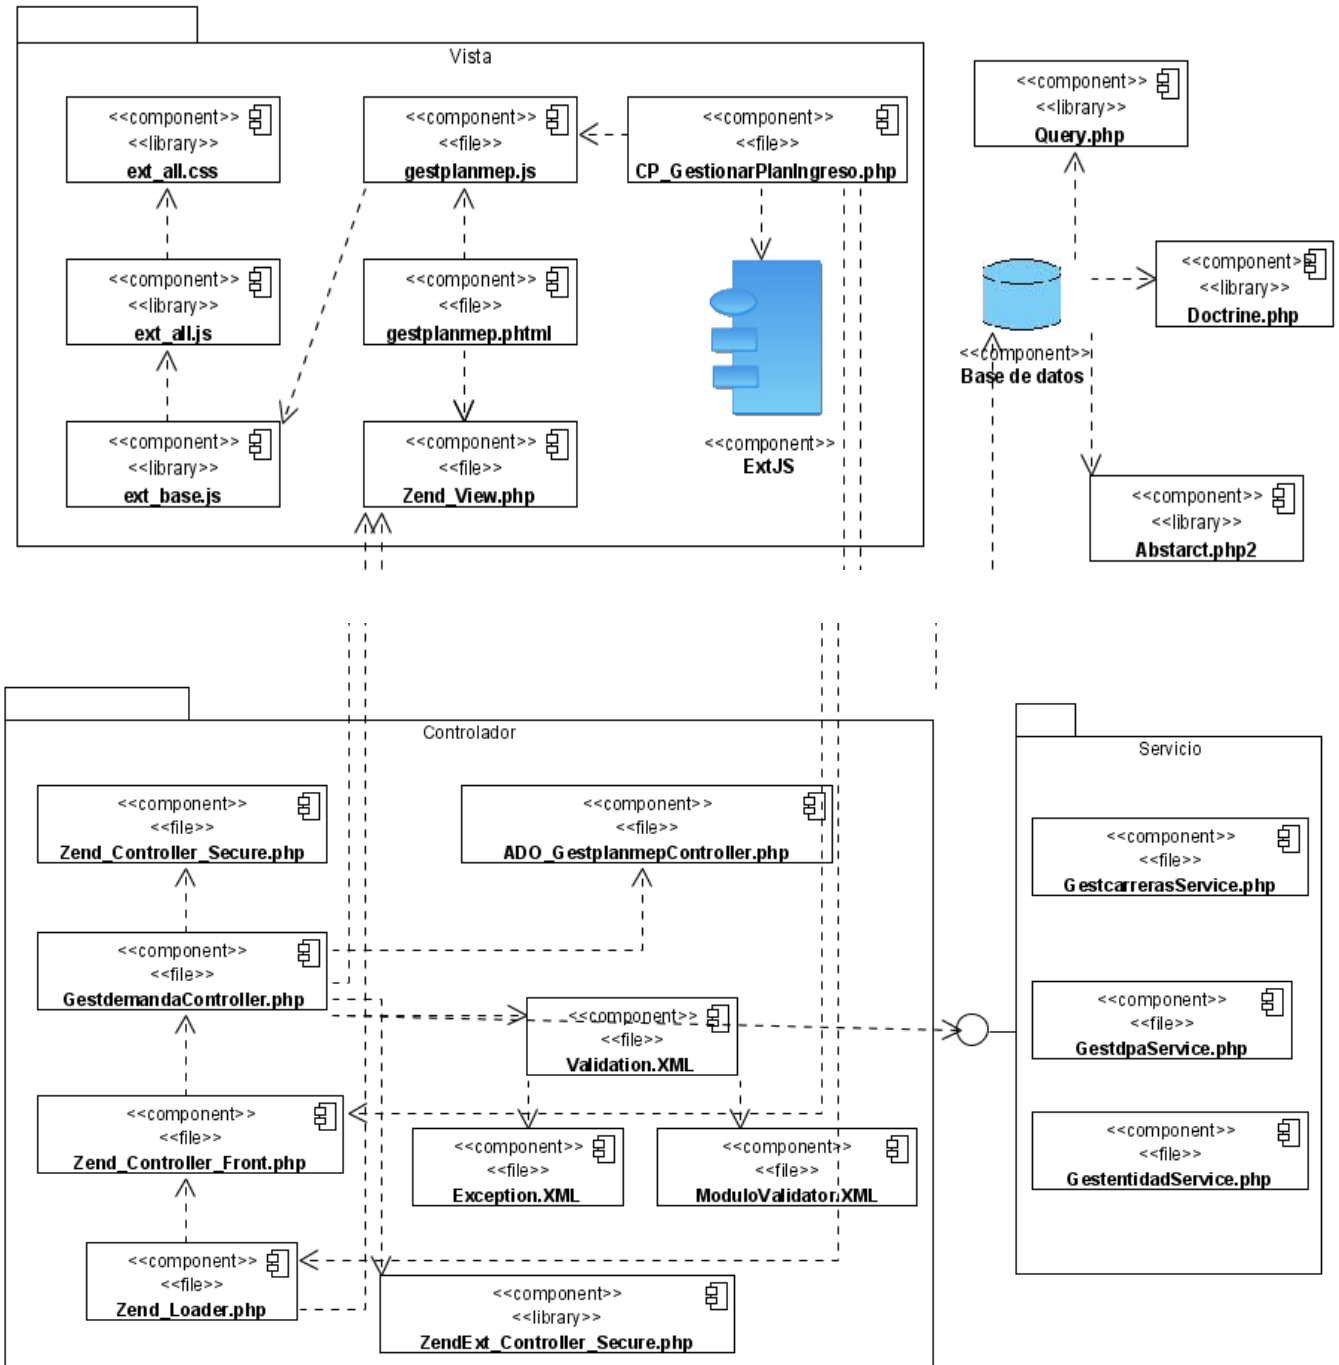 Vista
<<component>>
<<library>>
ext_all.css
<<component>>
<<file>>
gestplanmep.js
<<component>>
<<file>>
CP_GestionarPlanIngreso.php
<<component>>
<<library>>
Query.php
<<component>>
<<library>>
ext_all.js
<<component>>
<<file>>
gestplanmep.phtml
<<component>>
<<library>>
Doctrine.php
<<component>>
Base de datos
<<component>>
<<library>>
ext_base.js
<<component>>
<<file>>
Zend_View.php
<<component>>
ExtJS
<<component>>
<<library>>
Abstarct.php2
Controlador
<<component>>
<<file>>
Zend_Controller_Secure.php
<<component>>
<<file>>
ADO_GestplanmepController.php
Servicio
<<component>>
<<file>>
GestcarrerasService.php
<<component>>
<<file>>
GestdemandaController.php
<<component>>
<<file>>
Validation.XML
<<component>>
<<file>>
GestdpaService.php
<<component>>
<<file>>
Zend_Controller_Front.php
<<component>>
<<file>>
Exception.XML
<<component>>
<<file>>
ModuloValidator.XML
<<component>>
<<file>>
GestentidadService.php
<<component>>
<<file>>
Zend_Loader.php
<<component>>
<<library>>
ZendExt_Controller_Secure.php